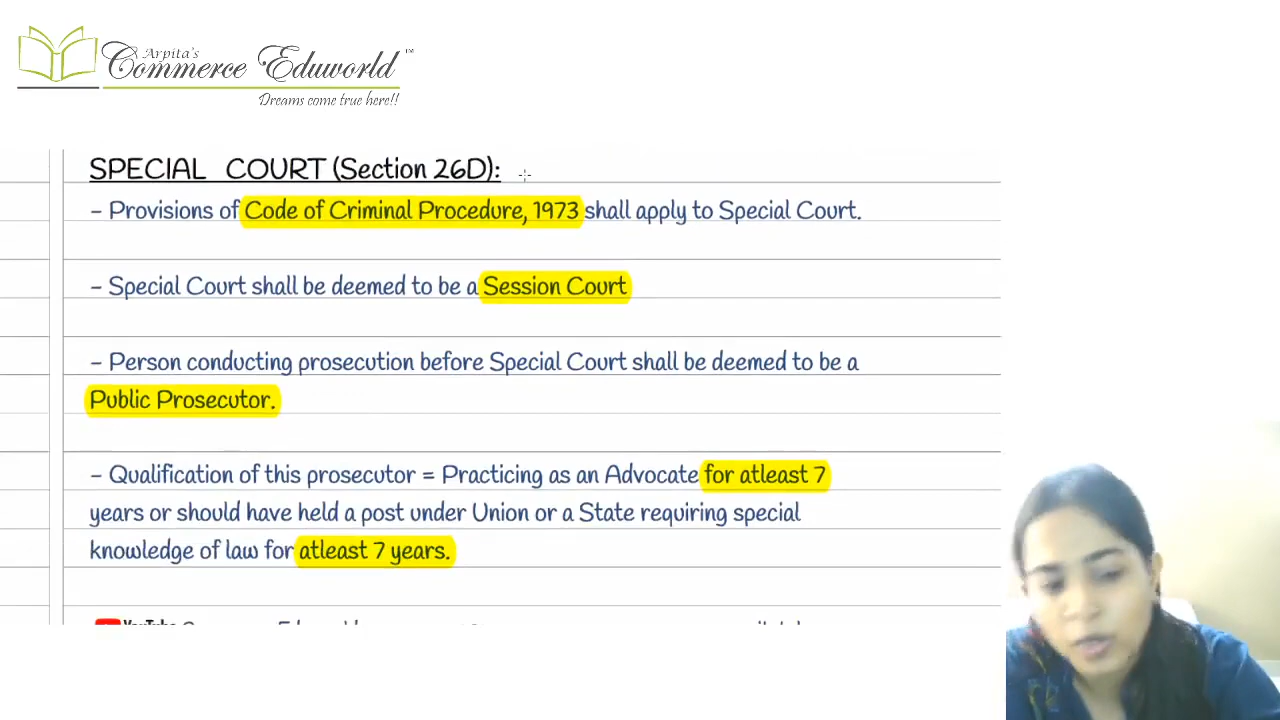 Arpita's
Commerce Eduworld™
Dreams come true here!!
SPECIAL COURT (Section 26D):
- Provisions of Code of Criminal Procedure, 1973 shall apply to Special Court.
- Special Court shall be deemed to be a Session Court
- Person conducting prosecution before Special Court shall be deemed to be a
Public Prosecutor.
- Qualification of this prosecutor = Practicing as an Advocate for atleast 7
years or should have held a post under Union or a State requiring special
knowledge of law for atleast 7 years.
YouTube